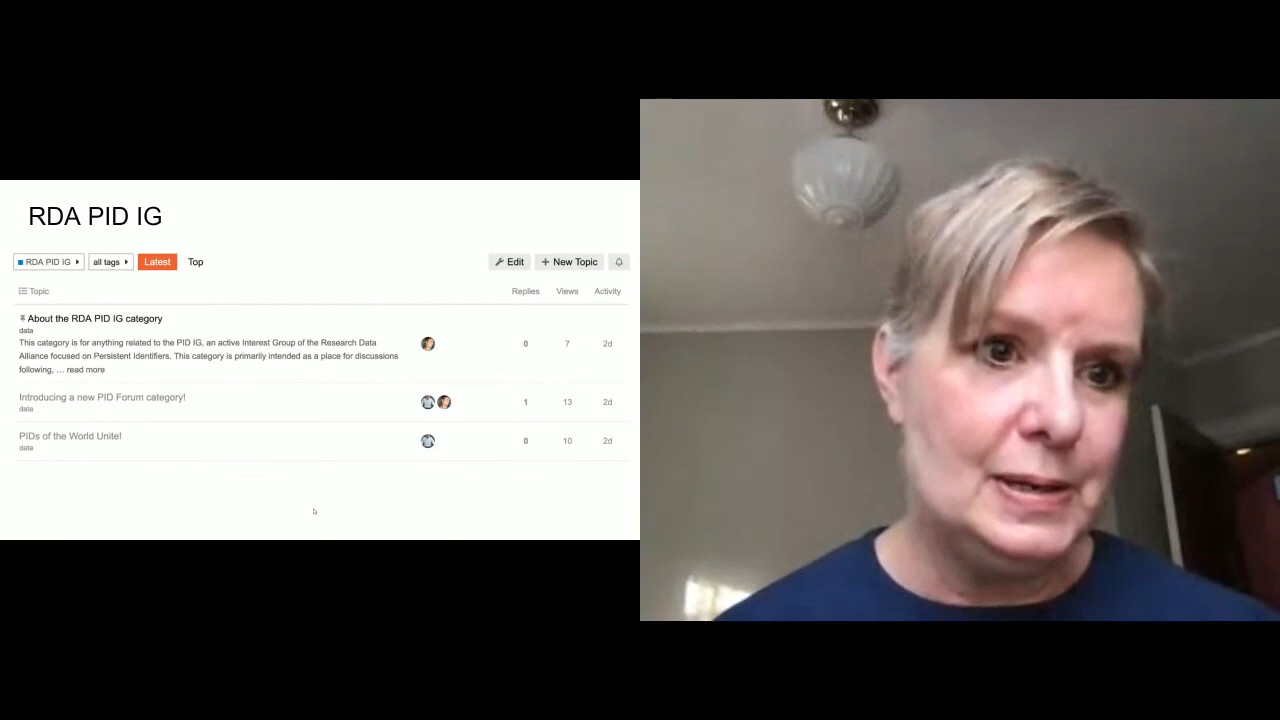 RDA PID IG
RDA PID IG all tags Latest Top Edit + New Topic
Topic Replies Views Activity
About the RDA PID IG category
data
This category is for anything related to the PID IG, an active Interest Group of the Research Data 0 7 2d
Alliance focused on Persistent Identifiers. This category is primarily intended as a place for discussions
following, … read more
Introducing a new PID Forum category! 1 13 2d
data
PIDs of the World Unite! 0 10 2d
data